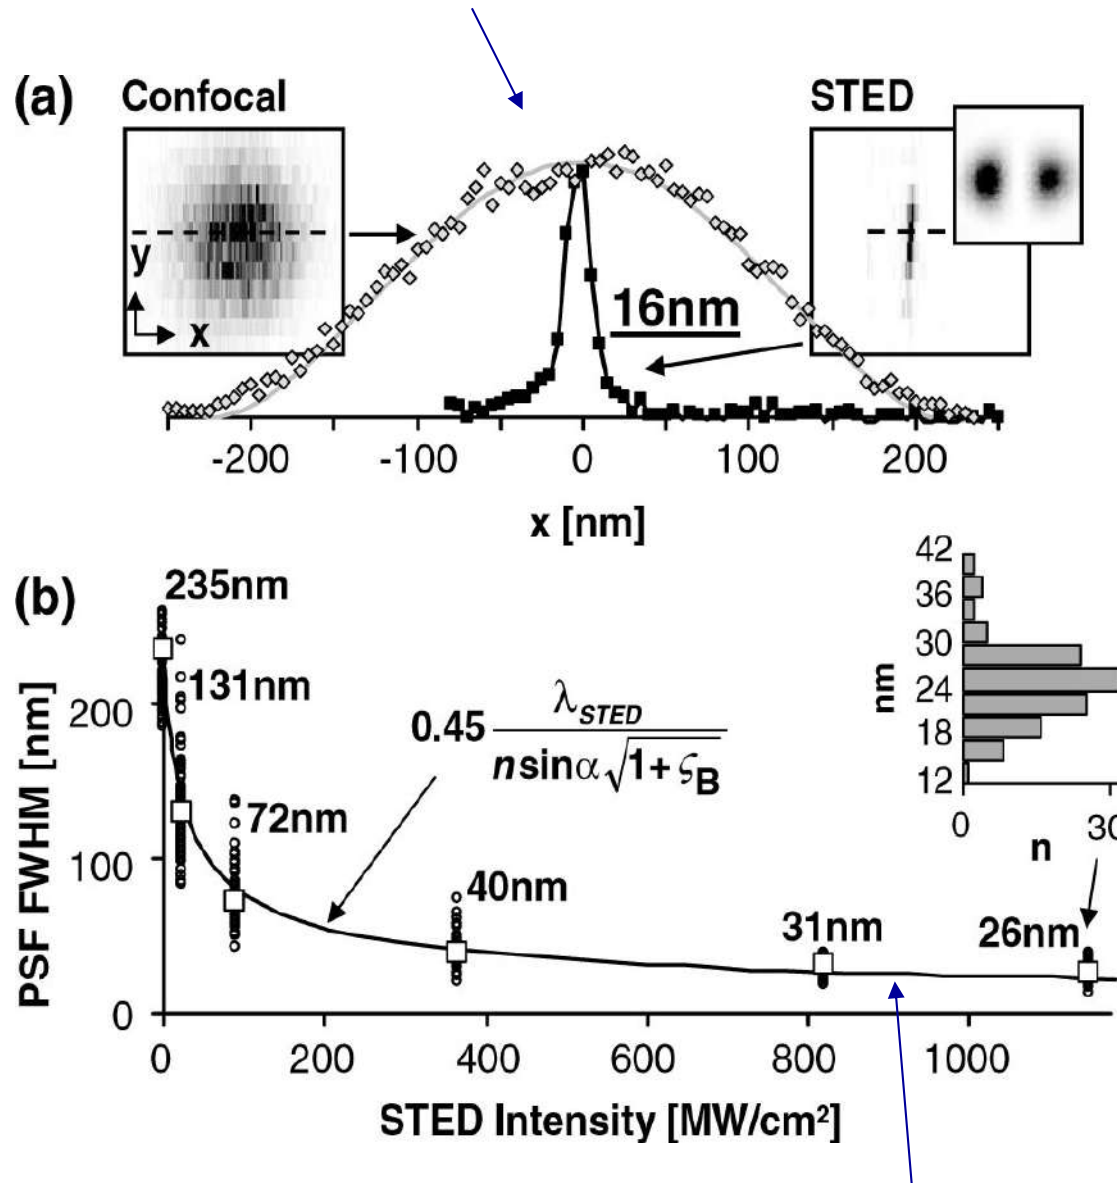 (a) Confocal STED
y
x
16nm
-200 -100 0 100 200
x [nm]
(b)
235nm
131nm
72nm
40nm
31nm
26nm
0.45 λSTED
n sinα √1+ςB
PSF FWHM [nm]
200
100
0
0 200 400 600 800 1000
STED Intensity [MW/cm²]
42
36
30
24
18
12
nm
0 30
n